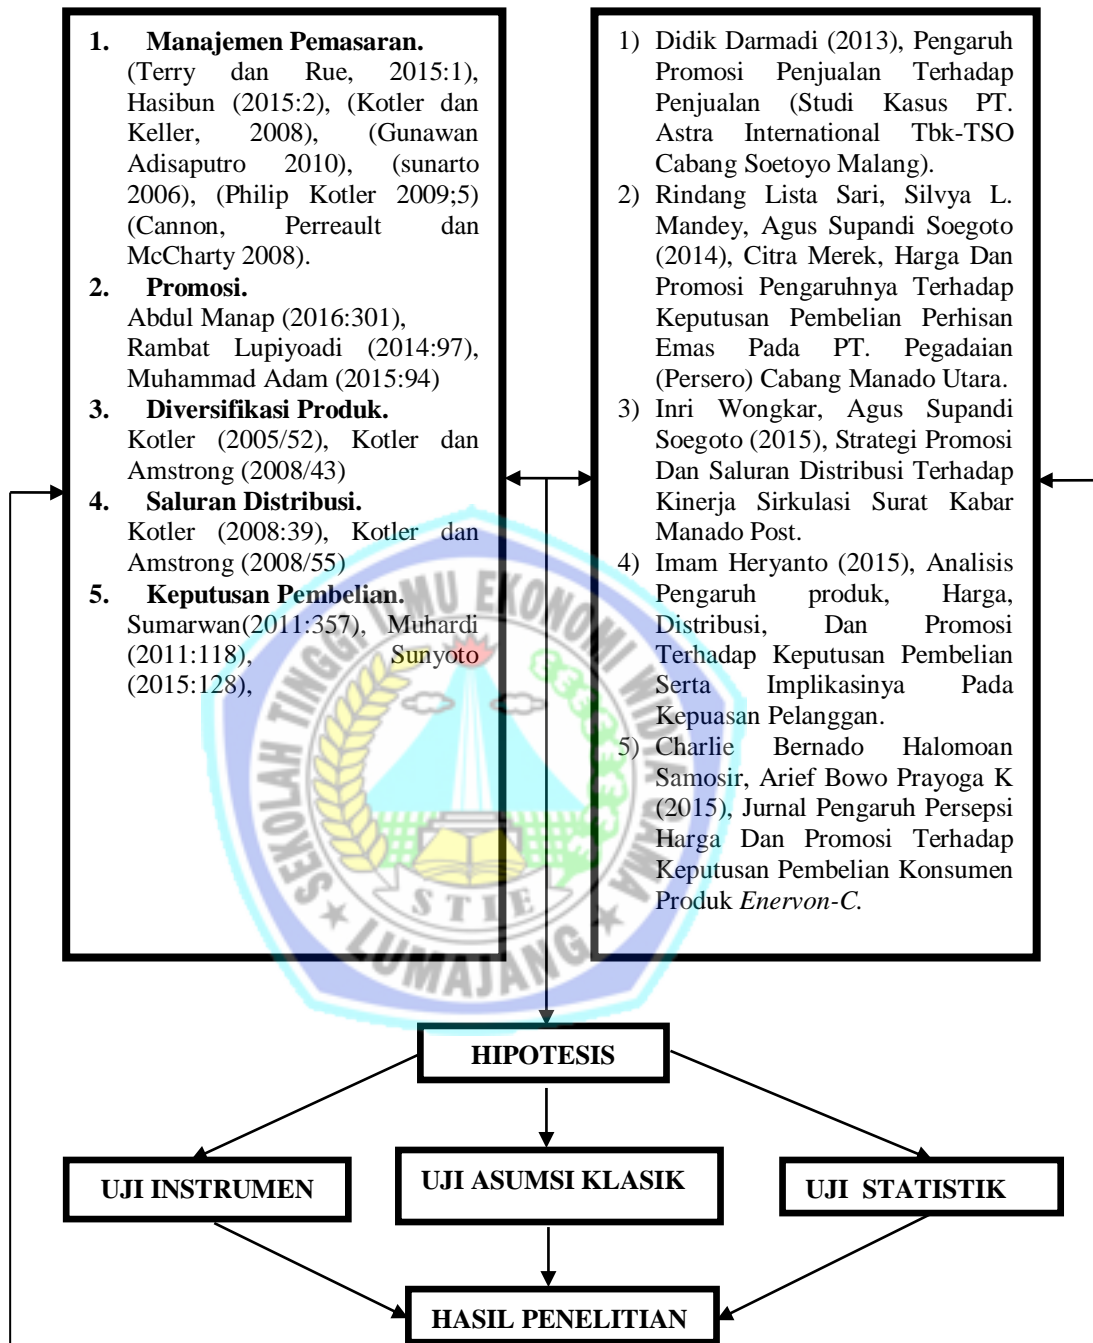 1. Manajemen Pemasaran.
(Terry dan Rue, 2015:1),
Hasibun (2015:2), (Kotler dan
Keller, 2008), (Gunawan
Adisaputro 2010), (sunarto
2006), (Philip Kotler 2009;5)
(Cannon, Perreault dan
McCharty 2008).
2. Promosi.
Abdul Manap (2016:301),
Rambat Lupiyoadi (2014:97),
Muhammad Adam (2015:94)
3. Diversifikasi Produk.
Kotler (2005/52), Kotler dan
Amstrong (2008/43)
4. Saluran Distribusi.
Kotler (2008:39), Kotler dan
Amstrong (2008/55)
5. Keputusan Pembelian.
Sumarwan(2011:357), Muhardi
(2011:118), Sunyoto
(2015:128),
1) Didik Darmadi (2013), Pengaruh
Promosi Penjualan Terhadap
Penjualan (Studi Kasus PT.
Astra International Tbk-TSO
Cabang Soetoyo Malang).
2) Rindang Lista Sari, Silvya L.
Mandey, Agus Supandi Soegoto
(2014), Citra Merek, Harga Dan
Promosi Pengaruhnya Terhadap
Keputusan Pembelian Perhisan
Emas Pada PT. Pegadaian
(Persero) Cabang Manado Utara.
3) Inri Wongkar, Agus Supandi
Soegoto (2015), Strategi Promosi
Dan Saluran Distribusi Terhadap
Kinerja Sirkulasi Surat Kabar
Manado Post.
4) Imam Heryanto (2015), Analisis
Pengaruh produk, Harga,
Distribusi, Dan Promosi
Terhadap Keputusan Pembelian
Serta Implikasinya Pada
Kepuasan Pelanggan.
5) Charlie Bernado Halomoan
Samosir, Arief Bowo Prayoga K
(2015), Jurnal Pengaruh Persepsi
Harga Dan Promosi Terhadap
Keputusan Pembelian Konsumen
Produk Enervon-C.
SEKOLAH TINGGI ILMU EKONOMI WIDYA GAMA
STIE
LUMAJANG
HIPOTESIS
UJI INSTRUMEN
UJI ASUMSI KLASIK
UJI STATISTIK
HASIL PENELITIAN